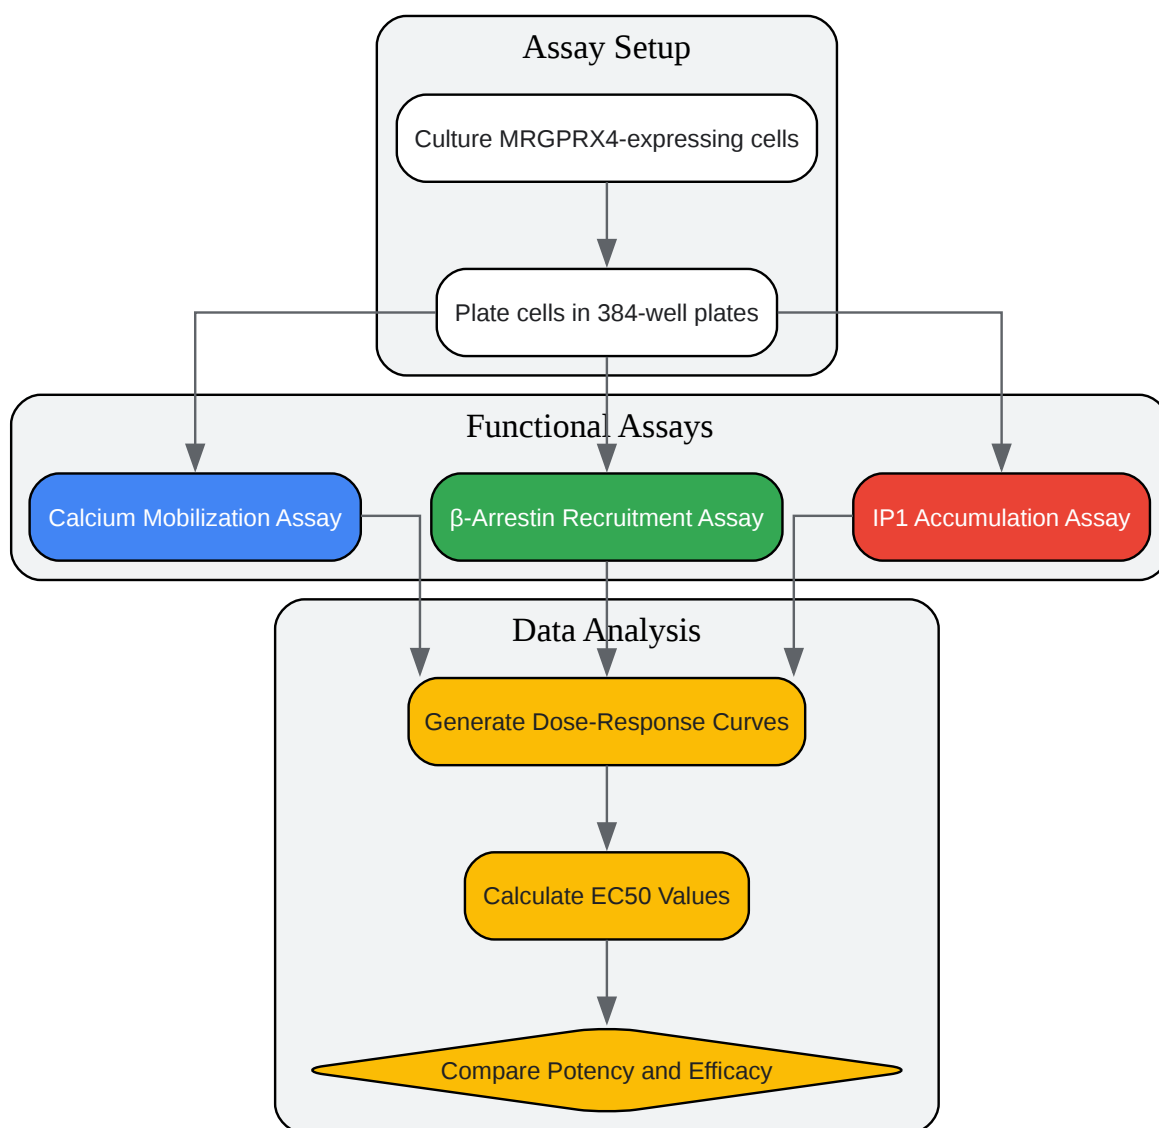 Assay Setup
Culture MRGPRX4-expressing cells
Plate cells in 384-well plates
Functional Assays
Calcium Mobilization Assay
β-Arrestin Recruitment Assay
IP1 Accumulation Assay
Data Analysis
Generate Dose-Response Curves
Calculate EC50 Values
Compare Potency and Efficacy